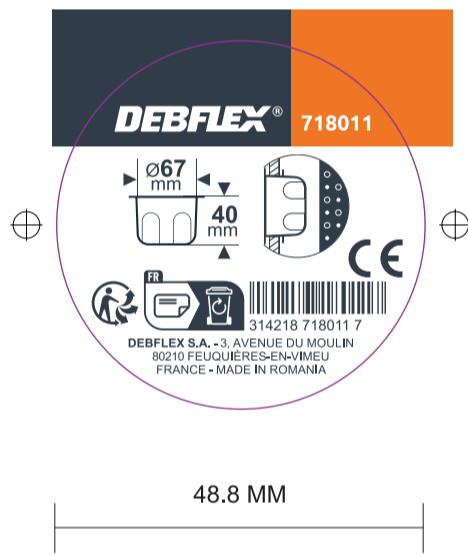 DEBFLEX® 718011
Ø67
mm
40
mm
CE
FR
314218 718011 7
DEBFLEX S.A. - 3, AVENUE DU MOULIN
80210 FEUQUIÈRES-EN-VIMEU
FRANCE - MADE IN ROMANIA
48.8 MM